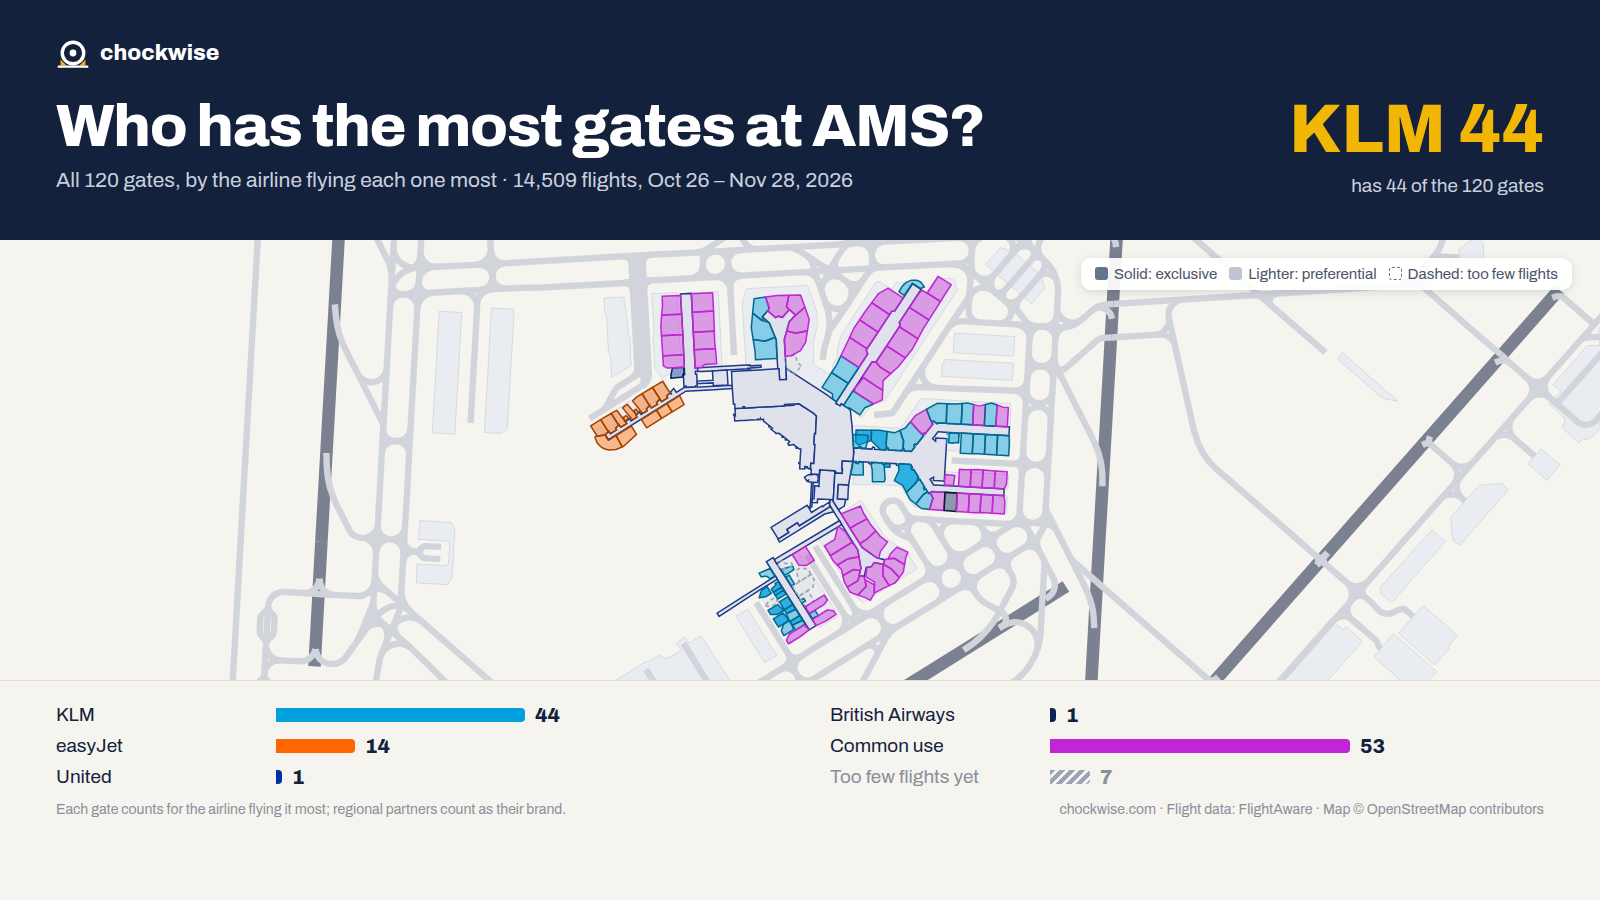 chockwise
Who has the most gates at AMS?
All 120 gates, by the airline flying each one most · 14,509 flights, Oct 26 – Nov 28, 2026
KLM 44
has 44 of the 120 gates
Solid: exclusive
Lighter: preferential
Dashed: too few flights
KLM 44
easyJet 14
United 1
British Airways 1
Common use 53
Too few flights yet 7
Each gate counts for the airline flying it most; regional partners count as their brand.
chockwise.com · Flight data: FlightAware · Map © OpenStreetMap contributors